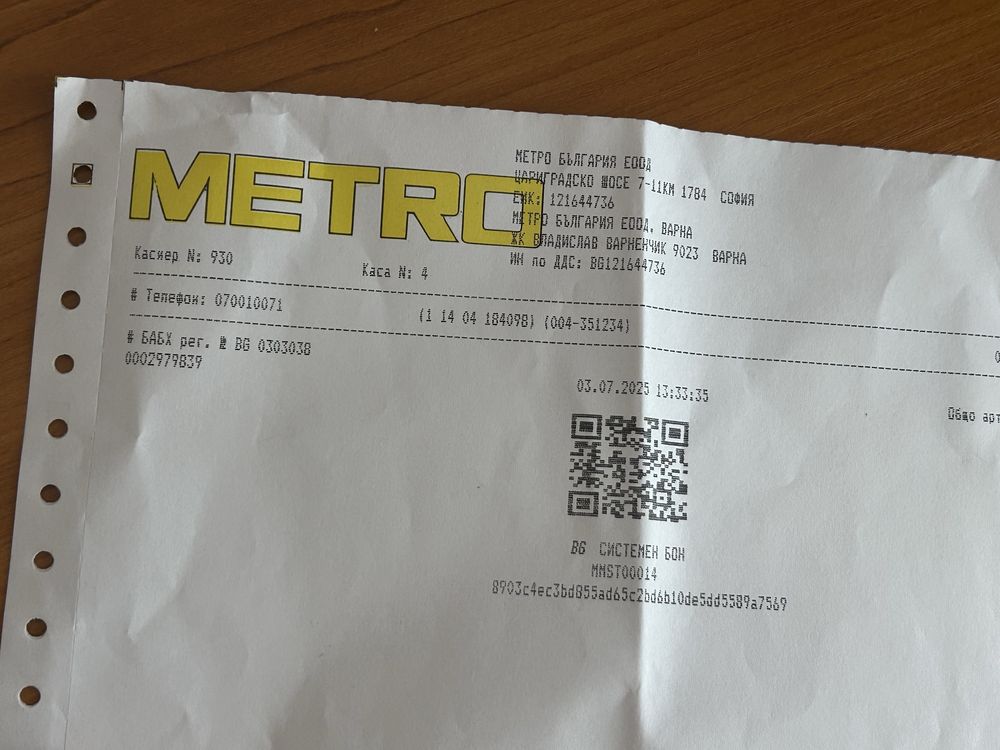 METRO
МЕТРО БЪЛГАРИЯ ЕООД
ЦАРИГРАДСКО ШОСЕ 7-11КМ 1784 СОФИЯ
ЕИК: 121644736
МЕТРО БЪЛГАРИЯ ЕООД, ВАРНА
ЖК ВЛАДИСЛАВ ВАРНЕНЧИК 9023 ВАРНА
ИН по ДДС: BG121644736
Касиер N: 930 Каса N: 4
# Телефон: 070010071 (1 14 04 184098) (004-351234)
# БАБХ рег. № BG 0303038
0002979839
03.07.2025 13:33:35
Общо арт
BG СИСТЕМЕН БОН
MMST00014
8903c4ec3bd855ad65c2bd6b10de5dd5589a7569